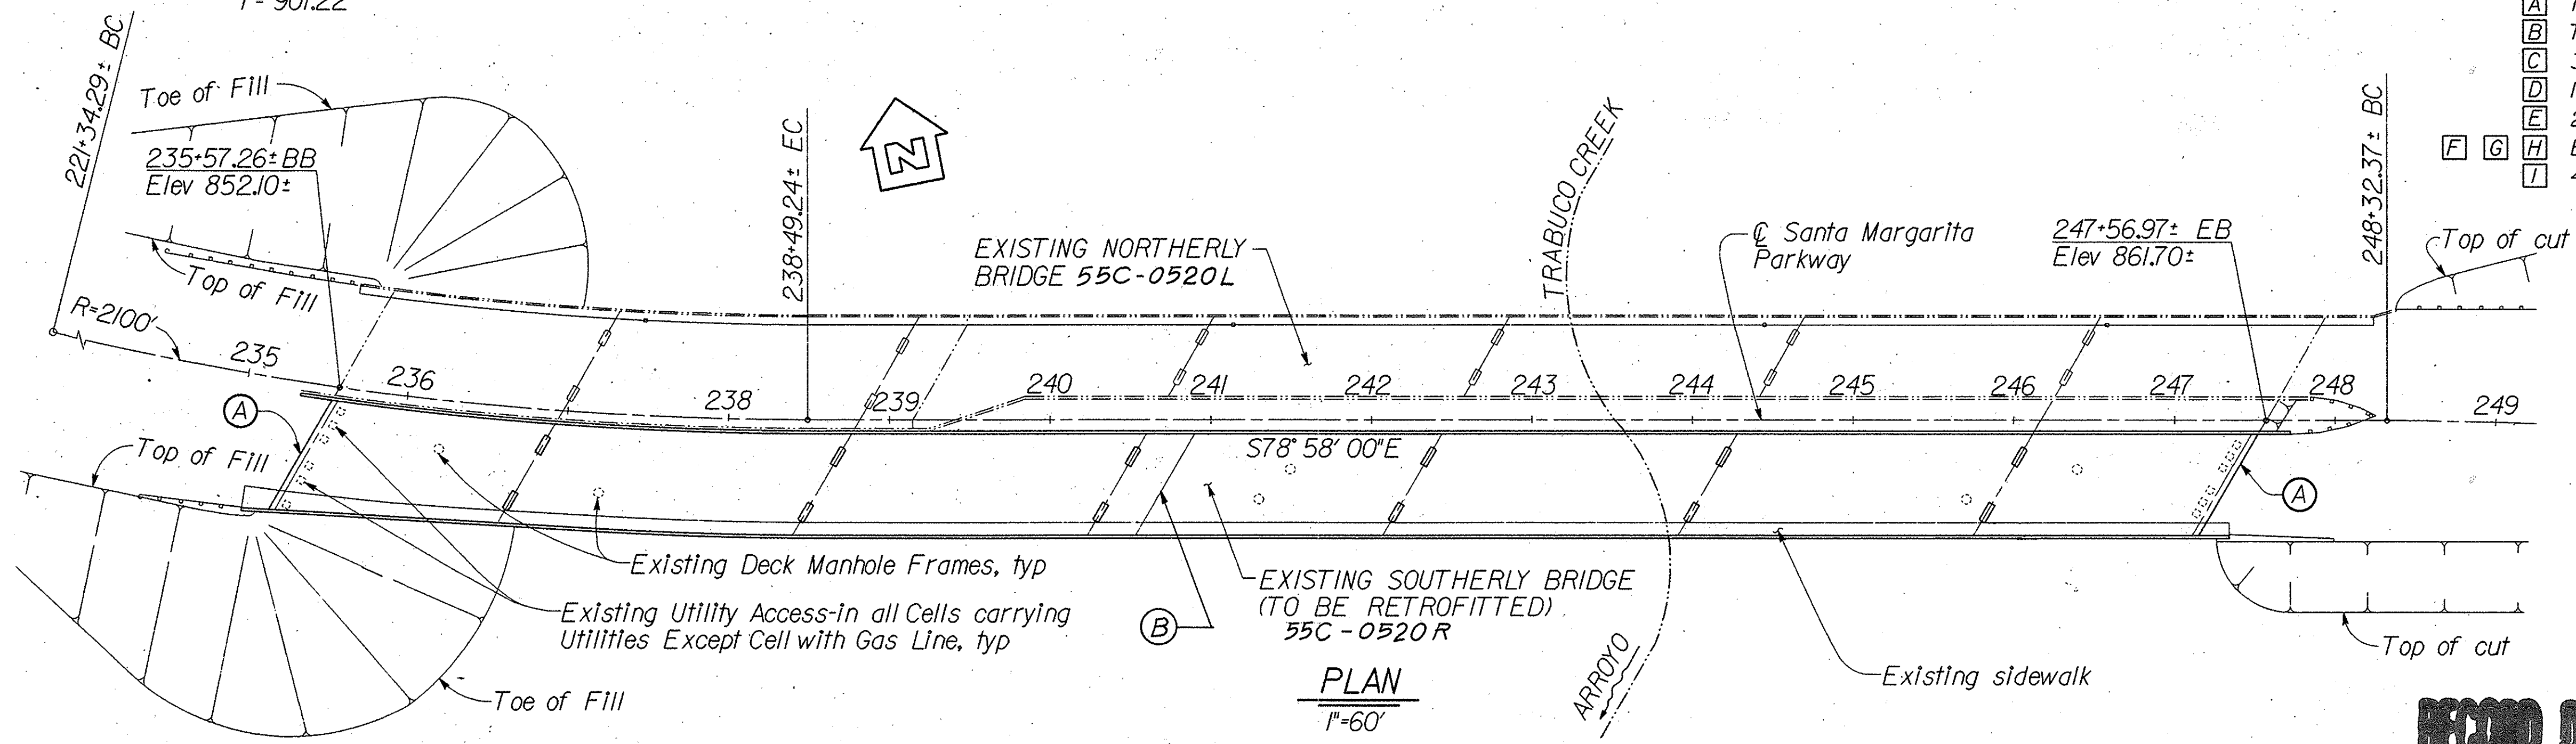 T= 901.22
221+34.29± BC
Toe of Fill
235+57.26± BB
Elev 852.10±
Top of Fill
R=2100'
238+49.24± EC
N
EXISTING NORTHERLY
BRIDGE 55C-0520L
TRABUCO CREEK
℄ Santa Margarita
Parkway
247+56.97± EB
Elev 861.70±
248+32.37± BC
Top of cut
A
B
C
D
E
F G H
I
235
236
238
239
240
241
242
243
244
245
246
247
248
249
S78° 58' 00"E
A
Top of Fill
A
Existing Deck Manhole Frames, typ
Existing Utility Access-in all Cells carrying
Utilities Except Cell with Gas Line, typ
Toe of Fill
B
EXISTING SOUTHERLY BRIDGE
(TO BE RETROFITTED)
55C-0520R
ARROYO
Existing sidewalk
Top of cut
PLAN
1"=60'
RECORD